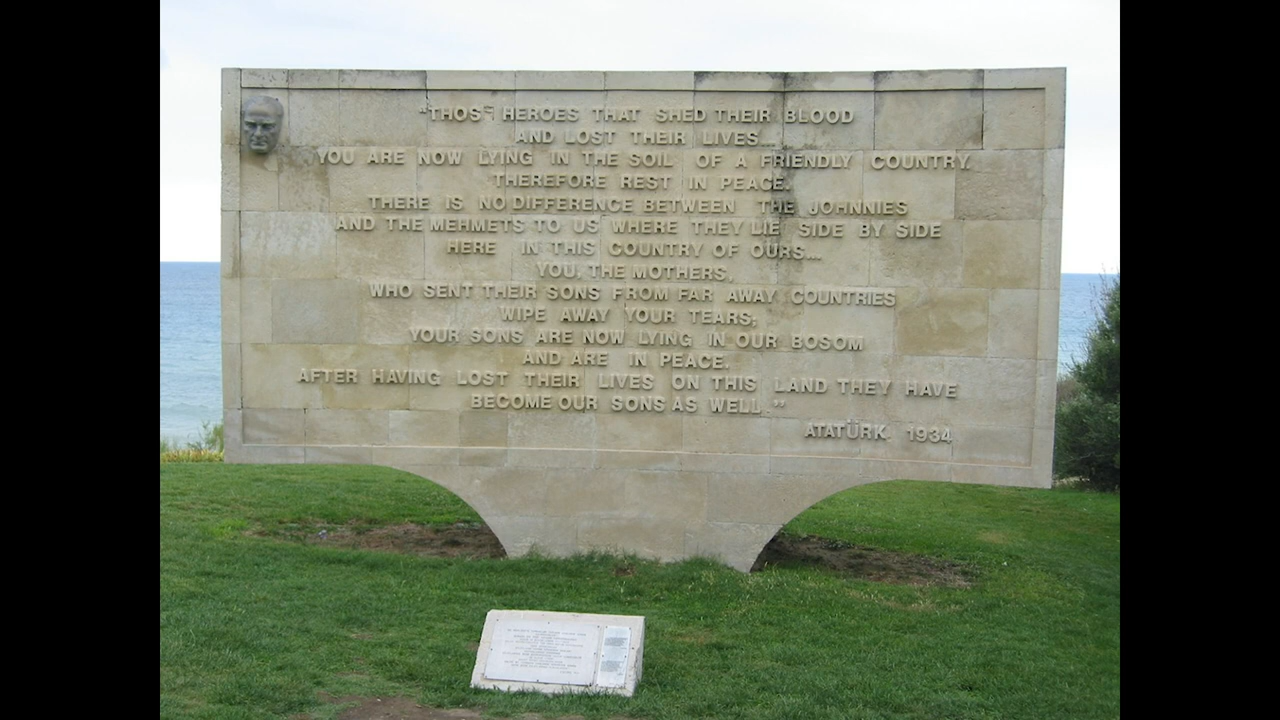 "THOSE HEROES THAT SHED THEIR BLOOD
AND LOST THEIR LIVES...
YOU ARE NOW LYING IN THE SOIL OF A FRIENDLY COUNTRY.
THEREFORE REST IN PEACE.
THERE IS NO DIFFERENCE BETWEEN THE JOHNNIES
AND THE MEHMETS TO US WHERE THEY LIE SIDE BY SIDE
HERE IN THIS COUNTRY OF OURS...
YOU, THE MOTHERS,
WHO SENT THEIR SONS FROM FAR AWAY COUNTRIES
WIPE AWAY YOUR TEARS;
YOUR SONS ARE NOW LYING IN OUR BOSOM
AND ARE IN PEACE.
AFTER HAVING LOST THEIR LIVES ON THIS LAND THEY HAVE
BECOME OUR SONS AS WELL."
ATATÜRK. 1934